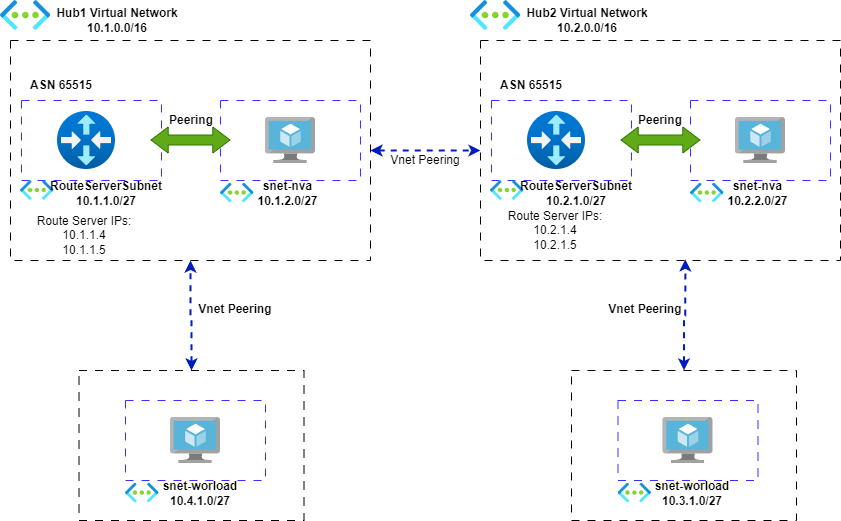 Hub1 Virtual Network
10.1.0.0/16
Hub2 Virtual Network
10.2.0.0/16
ASN 65515
Peering
RouteServerSubnet
10.1.1.0/27
snet-nva
10.1.2.0/27
Route Server IPs:
10.1.1.4
10.1.1.5
Vnet Peering
ASN 65515
Peering
RouteServerSubnet
10.2.1.0/27
snet-nva
10.2.2.0/27
Route Server IPs:
10.2.1.4
10.2.1.5
Vnet Peering
Vnet Peering
snet-worload
10.4.1.0/27
snet-worload
10.3.1.0/27